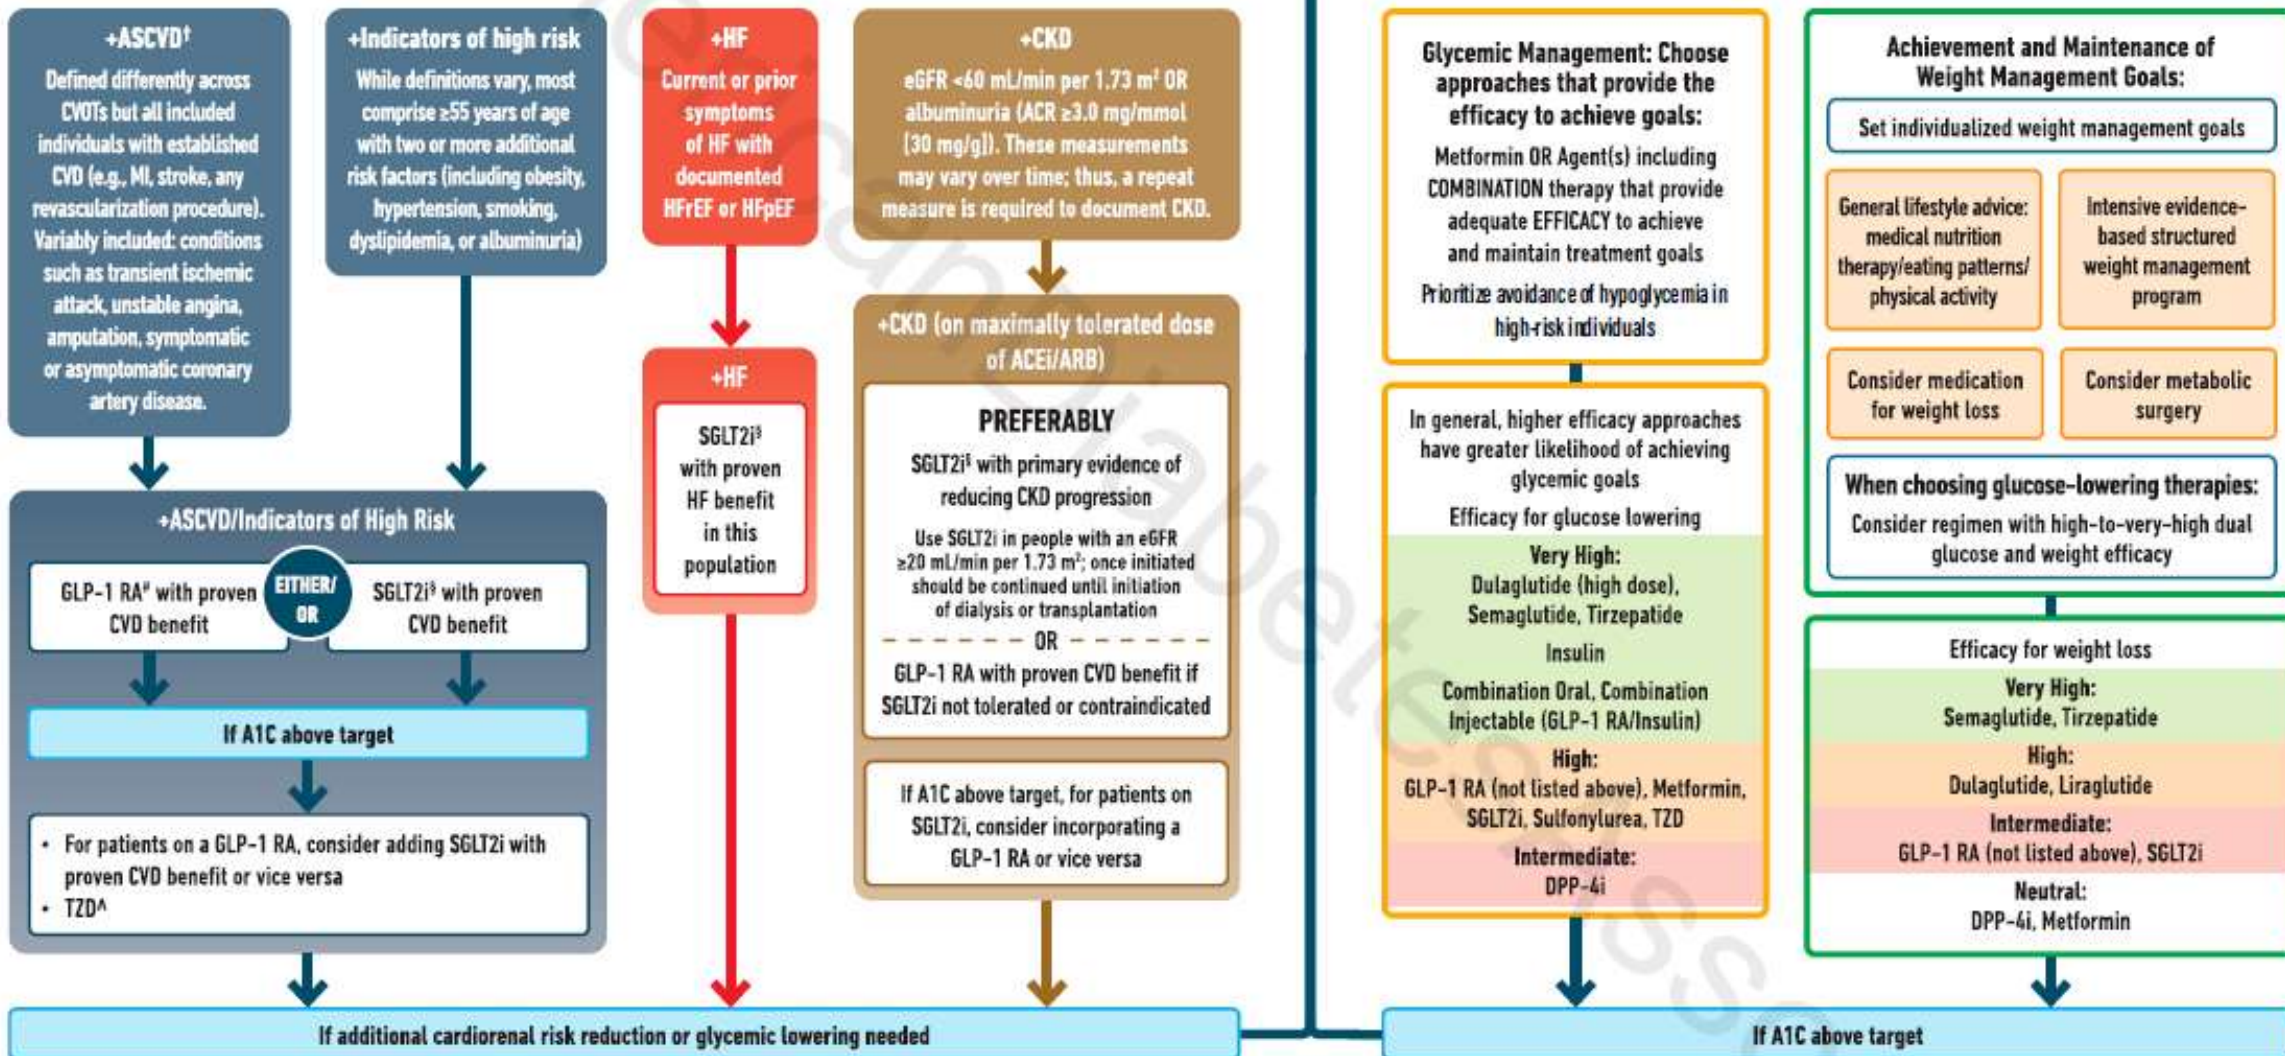 +ASCVD†
Defined differently across
CVOTs but all included
individuals with established
CVD (e.g., MI, stroke, any
revascularization procedure).
Variably included: conditions
such as transient ischemic
attack, unstable angina,
amputation, symptomatic
or asymptomatic coronary
artery disease.
+Indicators of high risk
While definitions vary, most
comprise ≥55 years of age
with two or more additional
risk factors (including obesity,
hypertension, smoking,
dyslipidemia, or albuminuria)
+ASCVD/Indicators of High Risk
GLP-1 RA# with proven
CVD benefit
EITHER/
OR
SGLT2i§ with proven
CVD benefit
If A1C above target
• For patients on a GLP-1 RA, consider adding SGLT2i with
proven CVD benefit or vice versa
• TZD^
+HF
Current or prior
symptoms
of HF with
documented
HFrEF or HFpEF
+HF
SGLT2i§
with proven
HF benefit
in this
population
+CKD
eGFR <60 mL/min per 1.73 m² OR
albuminuria (ACR ≥3.0 mg/mmol
[30 mg/g]). These measurements
may vary over time; thus, a repeat
measure is required to document CKD.
+CKD (on maximally tolerated dose
of ACEi/ARB)
PREFERABLY
SGLT2i§ with primary evidence of
reducing CKD progression
Use SGLT2i in people with an eGFR
≥20 mL/min per 1.73 m²; once initiated
should be continued until initiation
of dialysis or transplantation
OR
GLP-1 RA with proven CVD benefit if
SGLT2i not tolerated or contraindicated
If A1C above target, for patients on
SGLT2i, consider incorporating a
GLP-1 RA or vice versa
If additional cardiorenal risk reduction or glycemic lowering needed
Glycemic Management: Choose
approaches that provide the
efficacy to achieve goals:
Metformin OR Agent(s) including
COMBINATION therapy that provide
adequate EFFICACY to achieve
and maintain treatment goals
Prioritize avoidance of hypoglycemia in
high-risk individuals
In general, higher efficacy approaches
have greater likelihood of achieving
glycemic goals
Efficacy for glucose lowering
Very High:
Dulaglutide (high dose),
Semaglutide, Tirzepatide
Insulin
Combination Oral, Combination
Injectable (GLP-1 RA/Insulin)
High:
GLP-1 RA (not listed above), Metformin,
SGLT2i, Sulfonylurea, TZD
Intermediate:
DPP-4i
Achievement and Maintenance of
Weight Management Goals:
Set individualized weight management goals
General lifestyle advice:
medical nutrition
therapy/eating patterns/
physical activity
Intensive evidence-
based structured
weight management
program
Consider medication
for weight loss
Consider metabolic
surgery
When choosing glucose-lowering therapies:
Consider regimen with high-to-very-high dual
glucose and weight efficacy
Efficacy for weight loss
Very High:
Semaglutide, Tirzepatide
High:
Dulaglutide, Liraglutide
Intermediate:
GLP-1 RA (not listed above), SGLT2i
Neutral:
DPP-4i, Metformin
If A1C above target